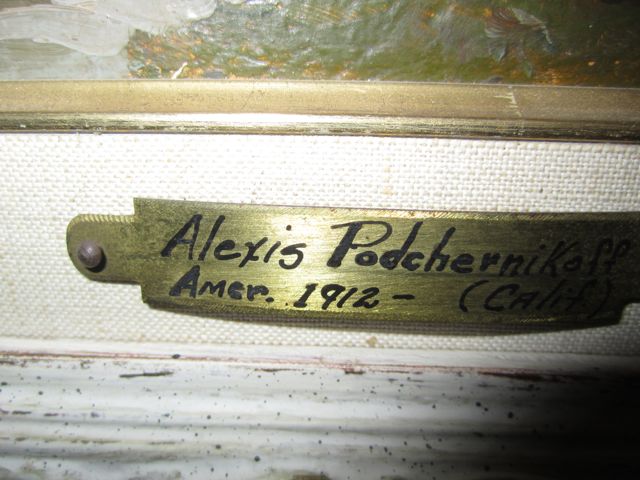 Alexis Podchernikoff
Amer. 1912- (Calif.)